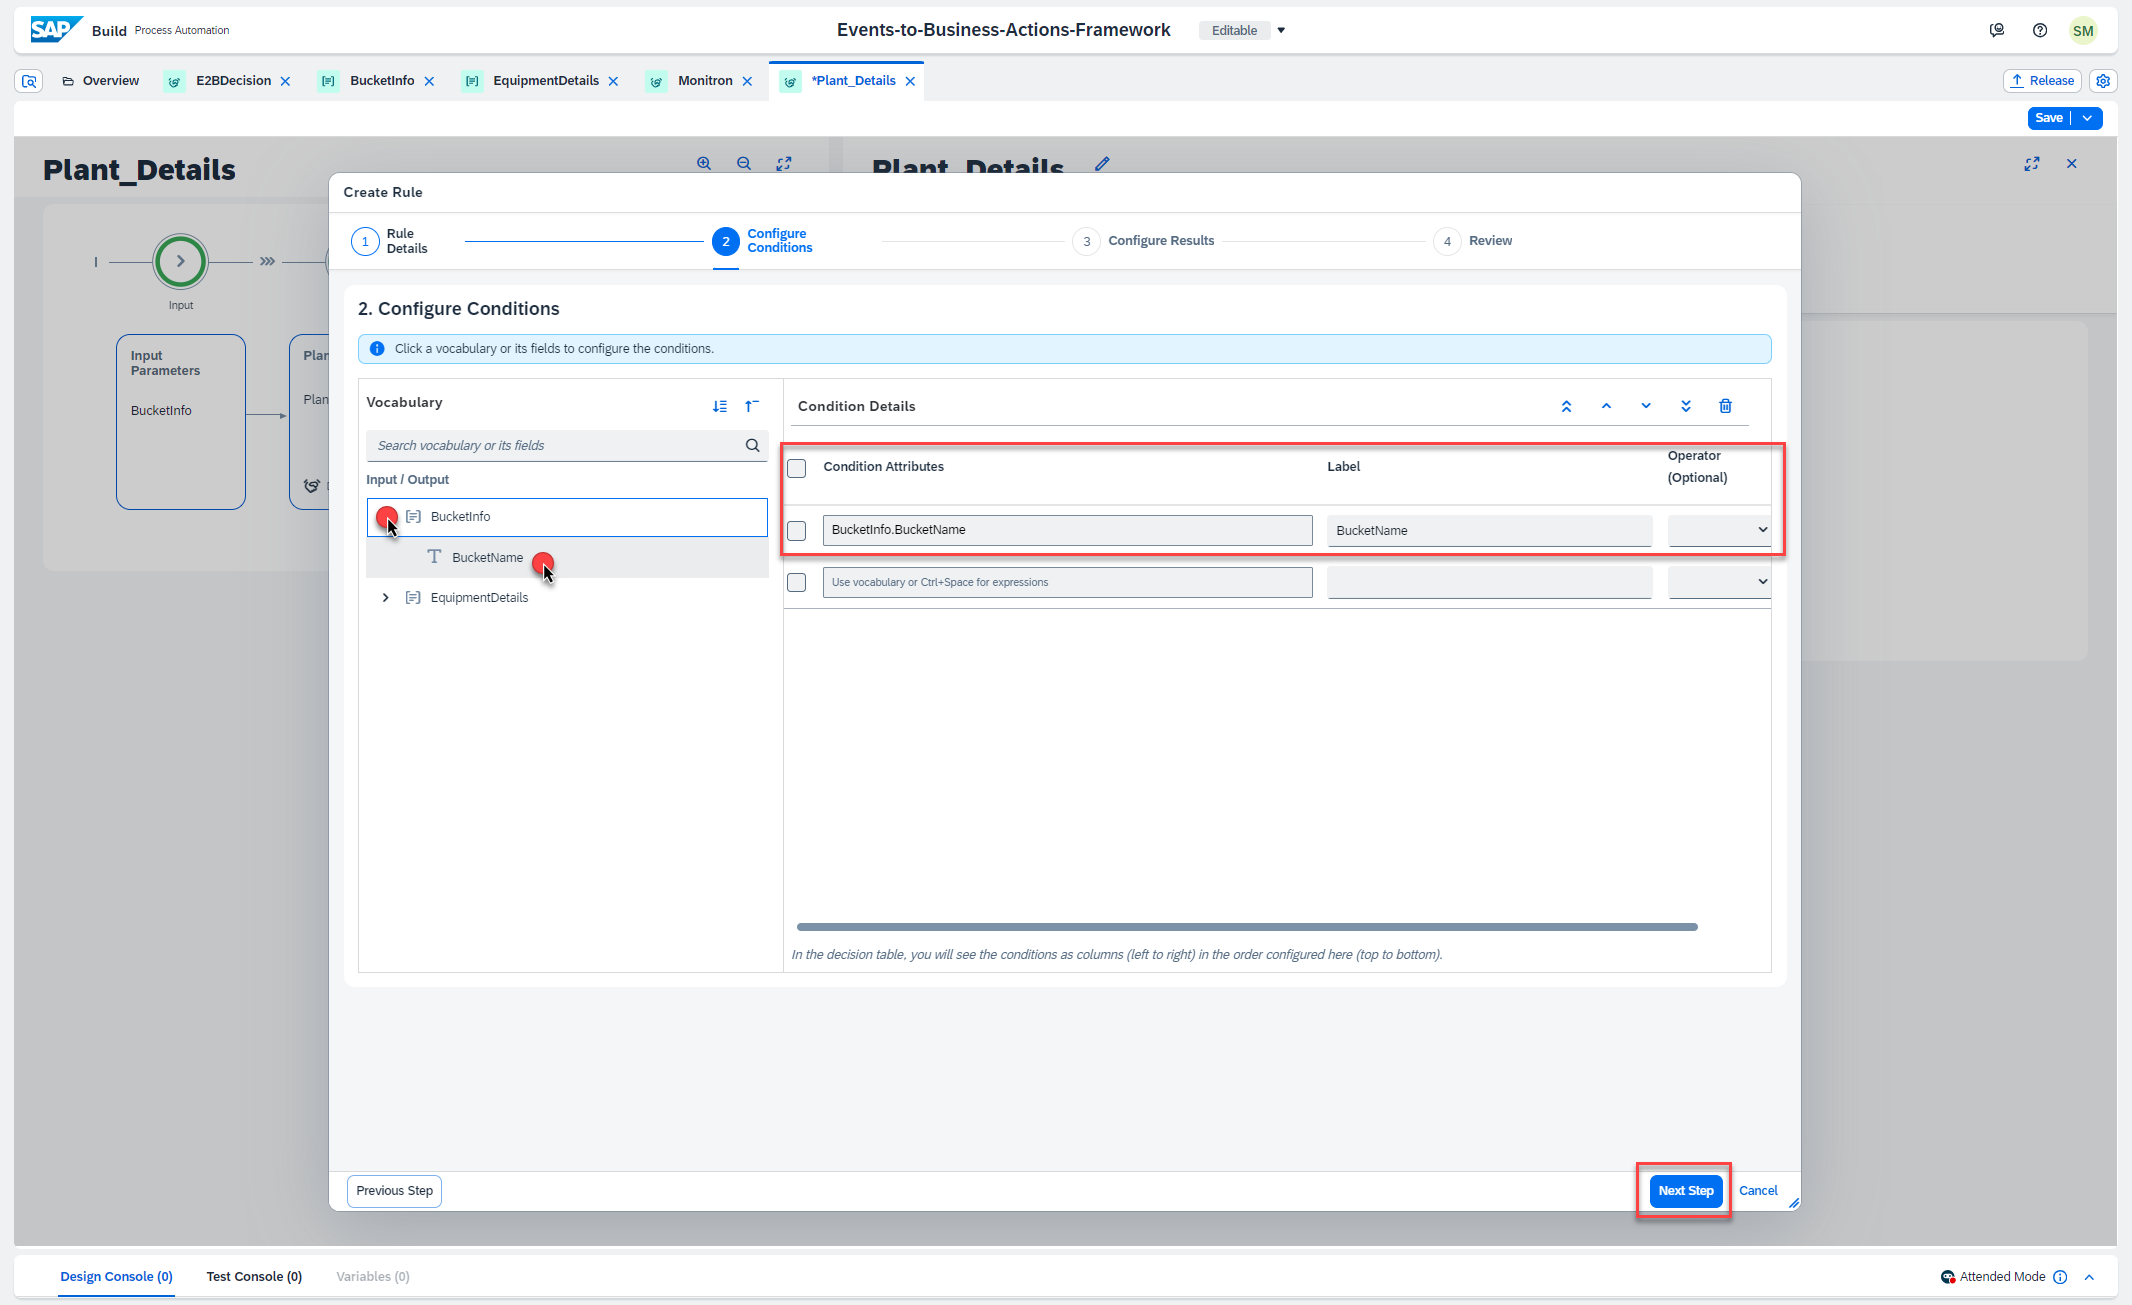 SAP Build Process Automation
Events-to-Business-Actions-Framework
Editable
SM
Overview
E2BDecision
BucketInfo
EquipmentDetails
Monitron
*Plant_Details
Release
Save
Plant_Details
Plant_Details
Input
Input
Parameters
BucketInfo
Plan
Plan
Create Rule
1 Rule
Details
2 Configure
Conditions
3 Configure Results
4 Review
2. Configure Conditions
Click a vocabulary or its fields to configure the conditions.
Vocabulary
Search vocabulary or its fields
Input / Output
BucketInfo
BucketName
EquipmentDetails
Condition Details
Condition Attributes
Label
Operator
(Optional)
BucketInfo.BucketName
BucketName
Use vocabulary or Ctrl+Space for expressions
In the decision table, you will see the conditions as columns (left to right) in the order configured here (top to bottom).
Previous Step
Next Step
Cancel
Design Console (0)
Test Console (0)
Variables (0)
Attended Mode